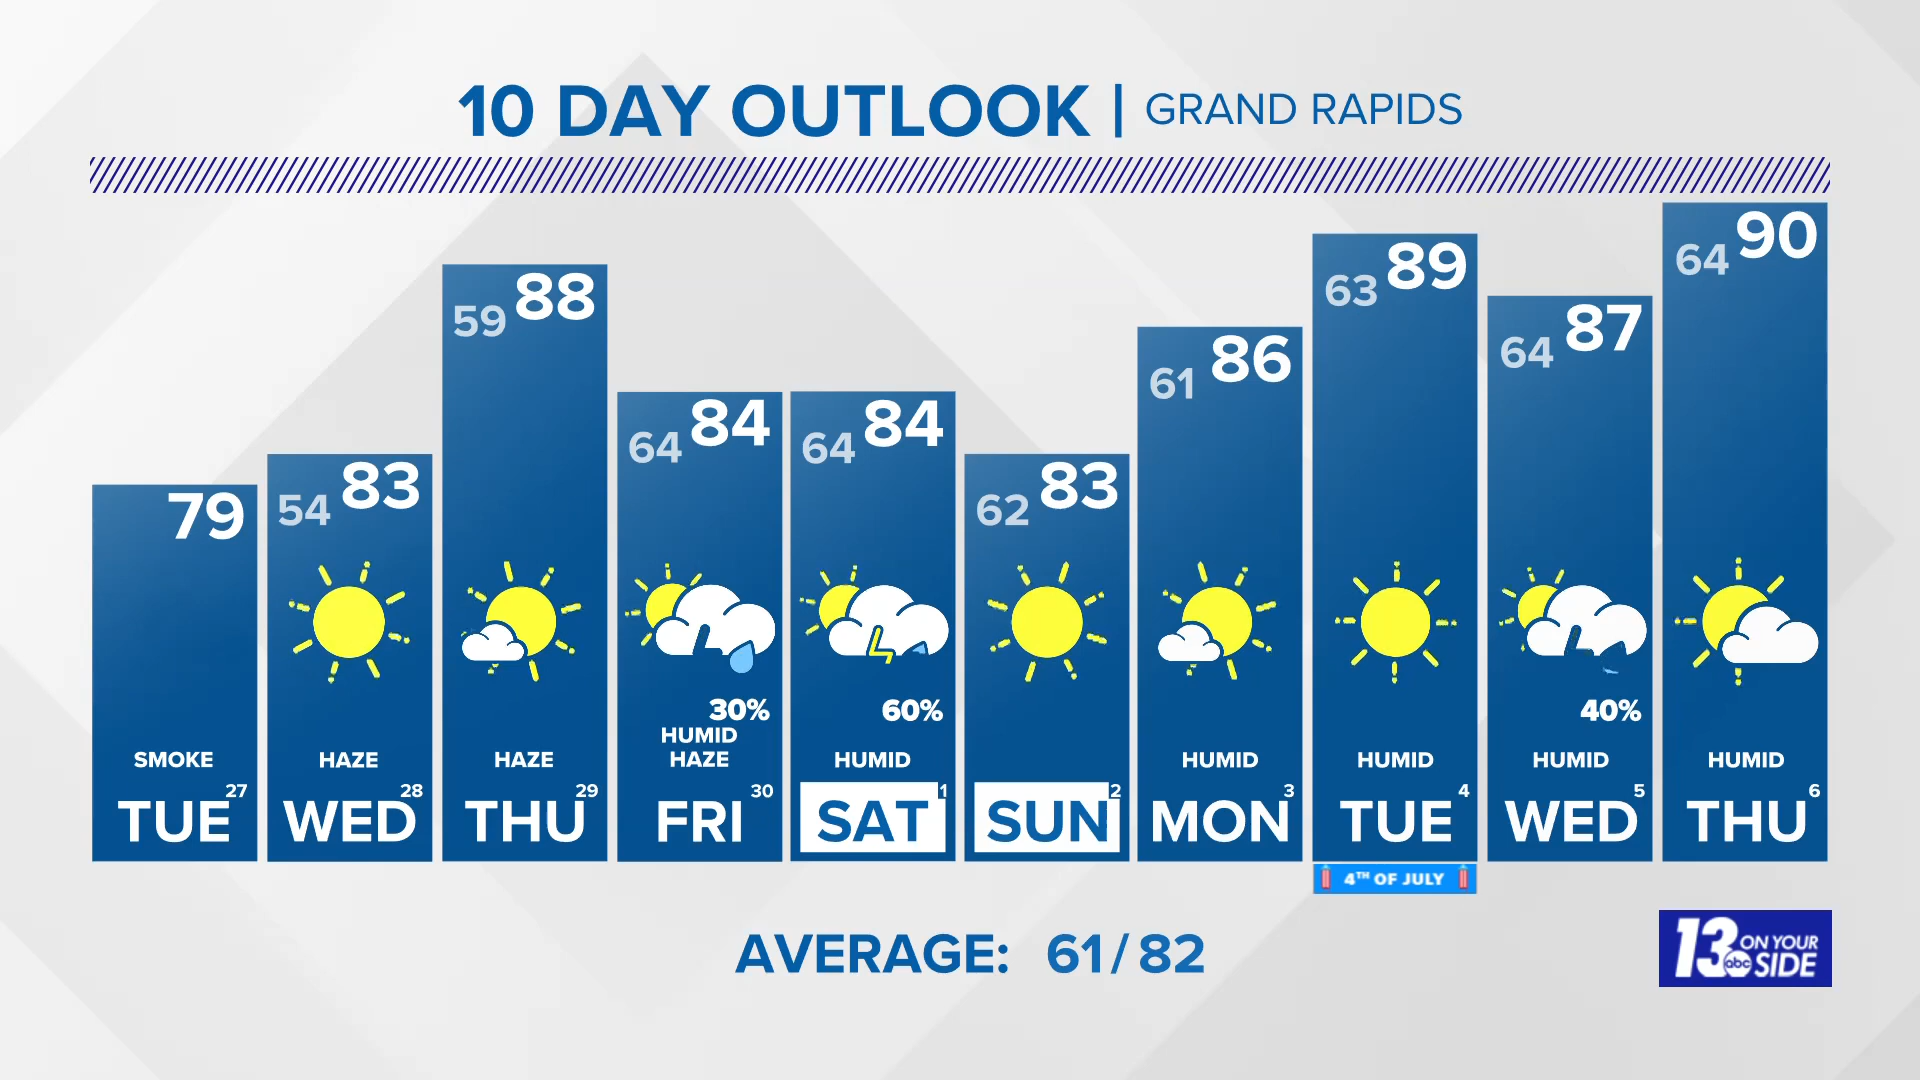 10 DAY OUTLOOK | GRAND RAPIDS
79
SMOKE
27
TUE
54 83
HAZE
28
WED
59 88
HAZE
29
THU
64 84
30%
HUMID
HAZE
30
FRI
64 84
60%
HUMID
1
SAT
62 83
2
SUN
61 86
HUMID
3
MON
63 89
HUMID
4
TUE
4TH OF JULY
64 87
40%
HUMID
5
WED
64 90
HUMID
6
THU
AVERAGE: 61/82
13 abc ON YOUR SIDE